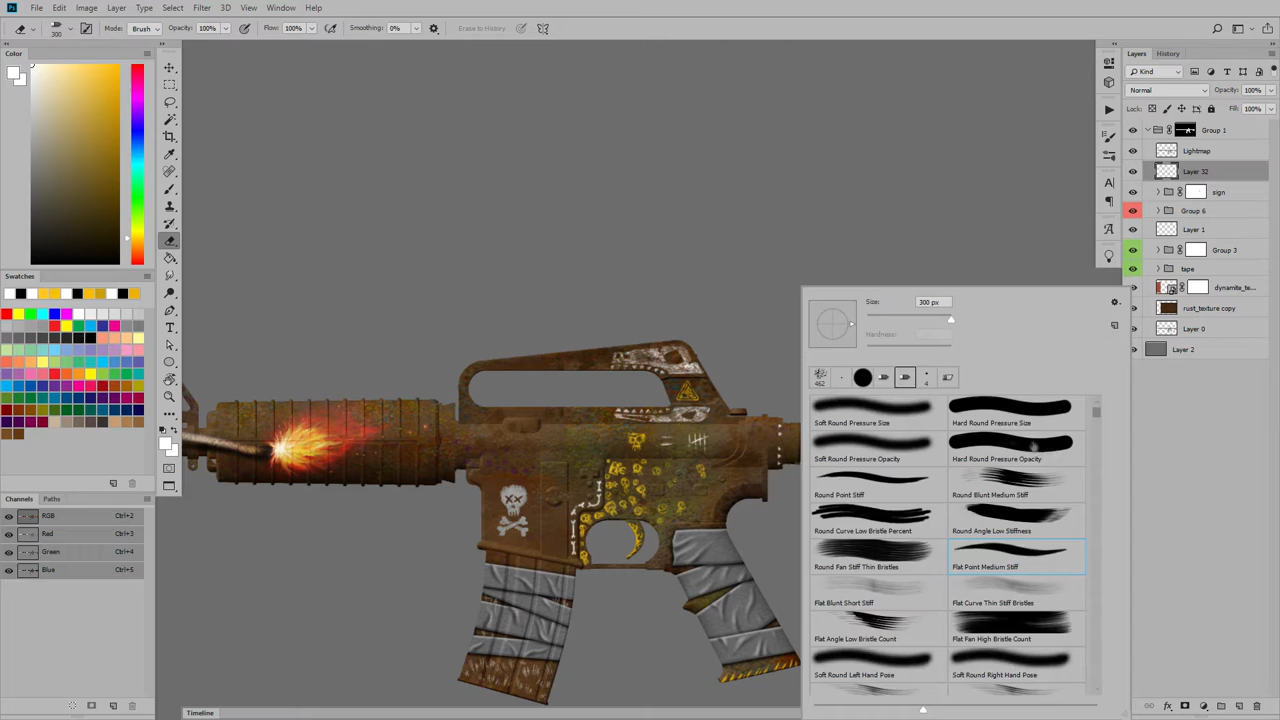 Ps File Edit Image Layer Type Select Filter 3D View Window Help
300 Mode: Brush Opacity: 100% Flow: 100% Smoothing: 0% Erase to History
Color
Swatches
Channels Paths
RGB Ctrl+2
Red Ctrl+3
Green Ctrl+4
Blue Ctrl+5
Layers History
Kind
Normal Opacity: 100%
Lock: Fill: 100%
Group 1
Lightmap
Layer 32
sign
Group 6
Layer 1
Group 3
tape
dynamite_te...
rust_texture copy
Layer 0
Layer 2
Size: 300 px
Hardness:
462 4
Soft Round Pressure Size Hard Round Pressure Size
Soft Round Pressure Opacity Hard Round Pressure Opacity
Round Point Stiff Round Blunt Medium Stiff
Round Curve Low Bristle Percent Round Angle Low Stiffness
Round Fan Stiff Thin Bristles Flat Point Medium Stiff
Flat Blunt Short Stiff Flat Curve Thin Stiff Bristles
Flat Angle Low Bristle Count Flat Fan High Bristle Count
Soft Round Left Hand Pose Soft Round Right Hand Pose
Timeline